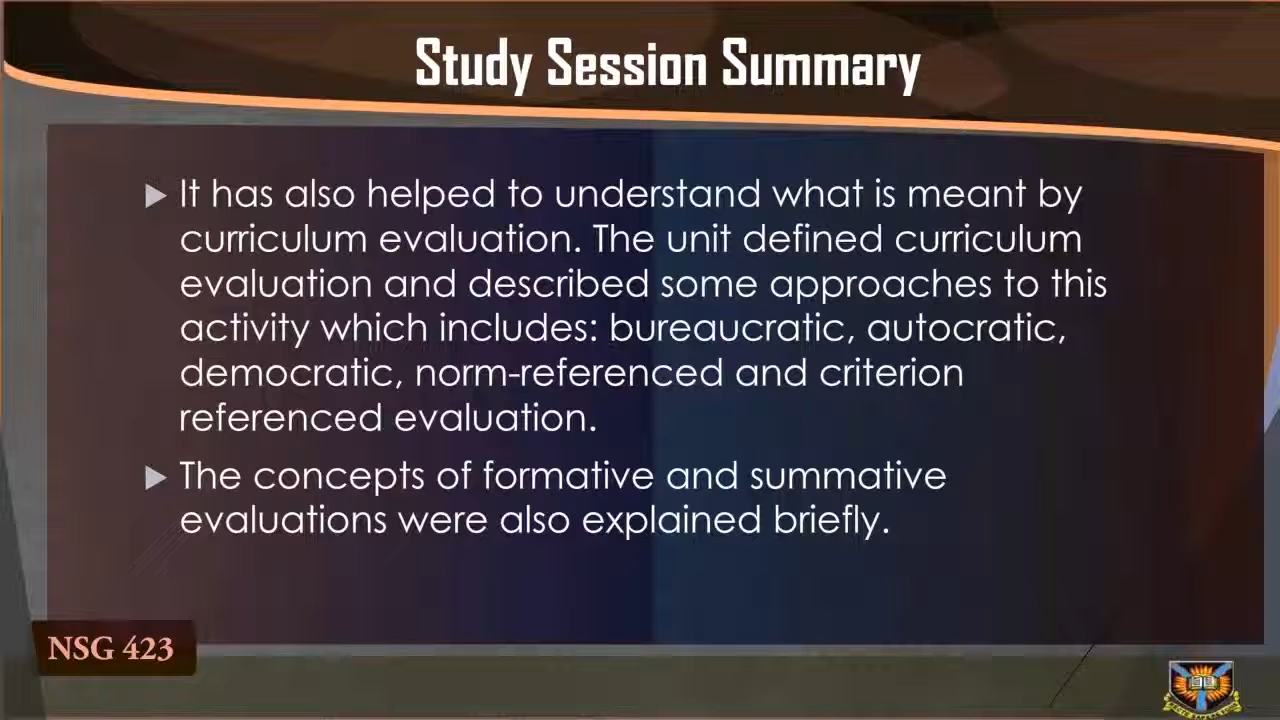 Study Session Summary
It has also helped to understand what is meant by
curriculum evaluation. The unit defined curriculum
evaluation and described some approaches to this
activity which includes: bureaucratic, autocratic,
democratic, norm-referenced and criterion
referenced evaluation.
The concepts of formative and summative
evaluations were also explained briefly.
NSG 423